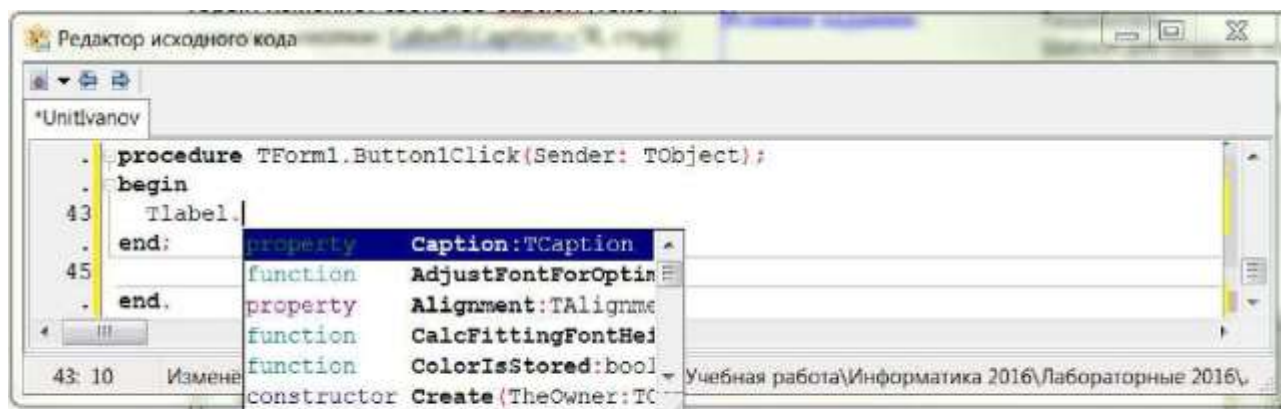 Редактор исходного кода
*UnitIvanov
. procedure TForm1.Button1Click(Sender: TObject);
. begin
43 Tlabel.
. end;
property Caption:TCaption
45
function AdjustFontForOptim
. end.
property Alignment:TAlignme
function CalcFittingFontHei
function ColorIsStored:bool
43: 10 Измене Учебная работа\Информатика 2016\Лабораторные 2016\
constructor Create(TheOwner:TC